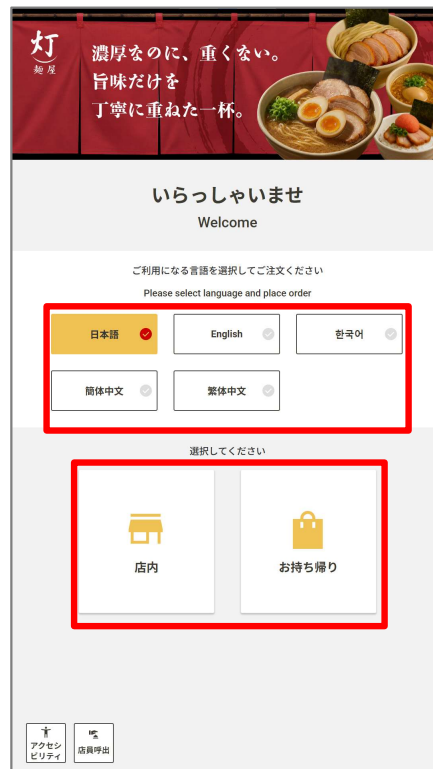 灯
麺屋
濃厚なのに、重くない。
旨味だけを
丁寧に重ねた一杯。
いらっしゃいませ
Welcome
ご利用になる言語を選択してご注文ください
Please select language and place order
日本語
English
한국어
簡体中文
繁体中文
選択してください
店内
お持ち帰り
アクセシ
ビリティ
店員呼出